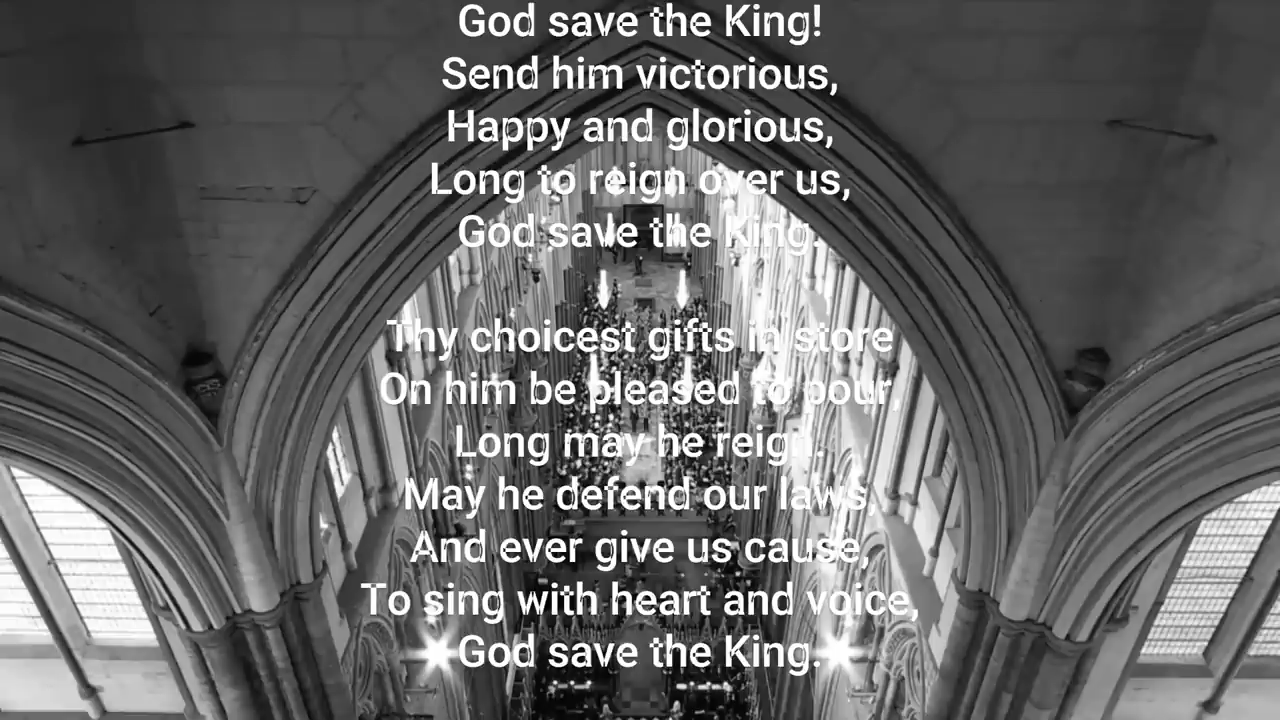 God save the King!
Send him victorious,
Happy and glorious,
Long to reign over us,
God save the King.

Thy choicest gifts in store
On him be pleased to pour,
Long may he reign.
May he defend our laws,
And ever give us cause,
To sing with heart and voice,
God save the King.